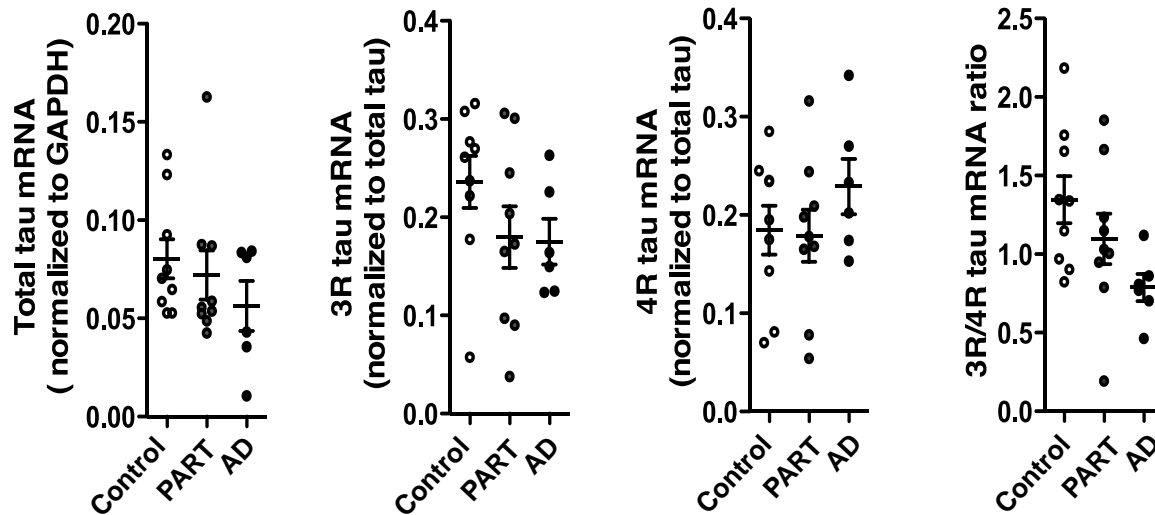 Total tau mRNA
( normalized to GAPDH)
0.20
0.15
0.10
0.05
0.00
Control
PART
AD
3R tau mRNA
(normalized to total tau)
0.4
0.3
0.2
0.1
0.0
Control
PART
AD
4R tau mRNA
(normalized to total tau)
0.4
0.3
0.2
0.1
0.0
Control
PART
AD
3R/4R tau mRNA ratio
2.5
2.0
1.5
1.0
0.5
0.0
Control
PART
AD